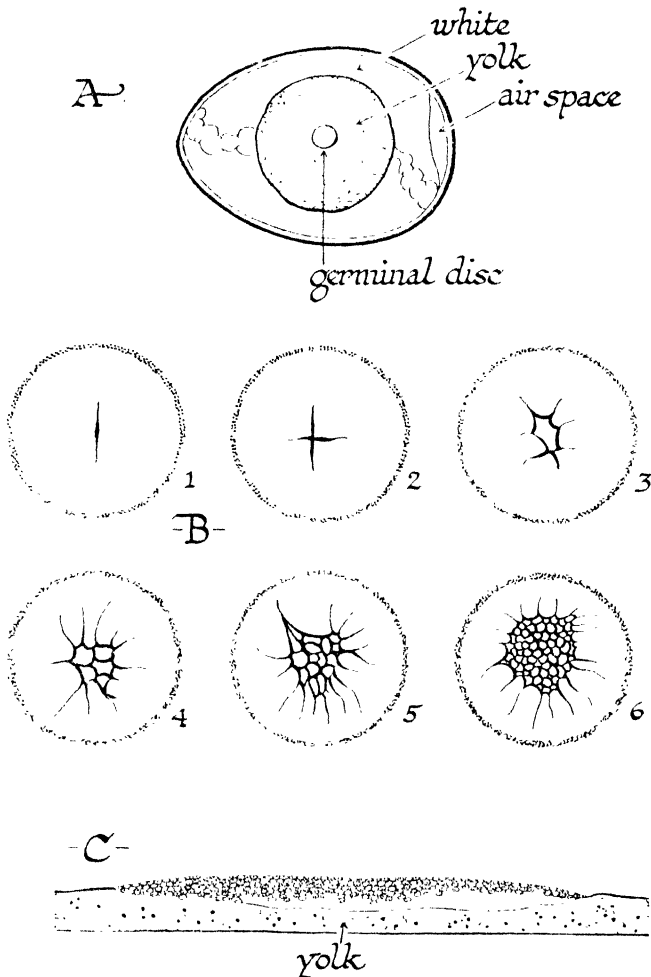 white
yolk
A
air space
germinal disc
1
2
3
-B-
4
5
6
-C-
yolk